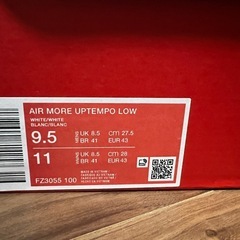 AIR MORE UPTEMPO LOW
WHITE/WHITE
BLANC/BLANC
9.5 UK 8.5 cm 27.5
BR 41 EUR 43
11 UK 8.5 cm 28
BR 41 EUR 43
FZ3055 100